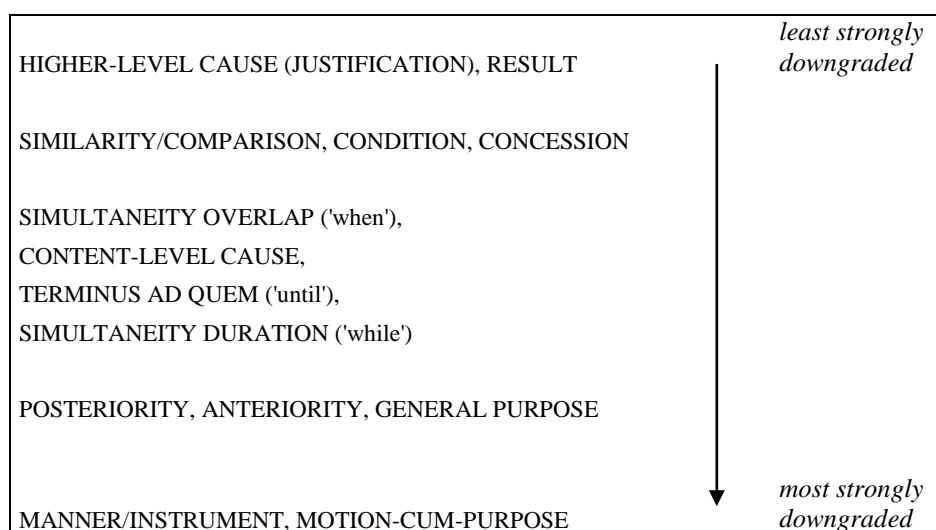 least strongly
HIGHER-LEVEL CAUSE (JUSTIFICATION), RESULT
downgraded
SIMILARITY/COMPARISON, CONDITION, CONCESSION
SIMULTANEITY OVERLAP ('when'),
CONTENT-LEVEL CAUSE,
TERMINUS AD QUEM ('until'),
SIMULTANEITY DURATION ('while')
POSTERIORITY, ANTERIORITY, GENERAL PURPOSE
most strongly
MANNER/INSTRUMENT, MOTION-CUM-PURPOSE
downgraded